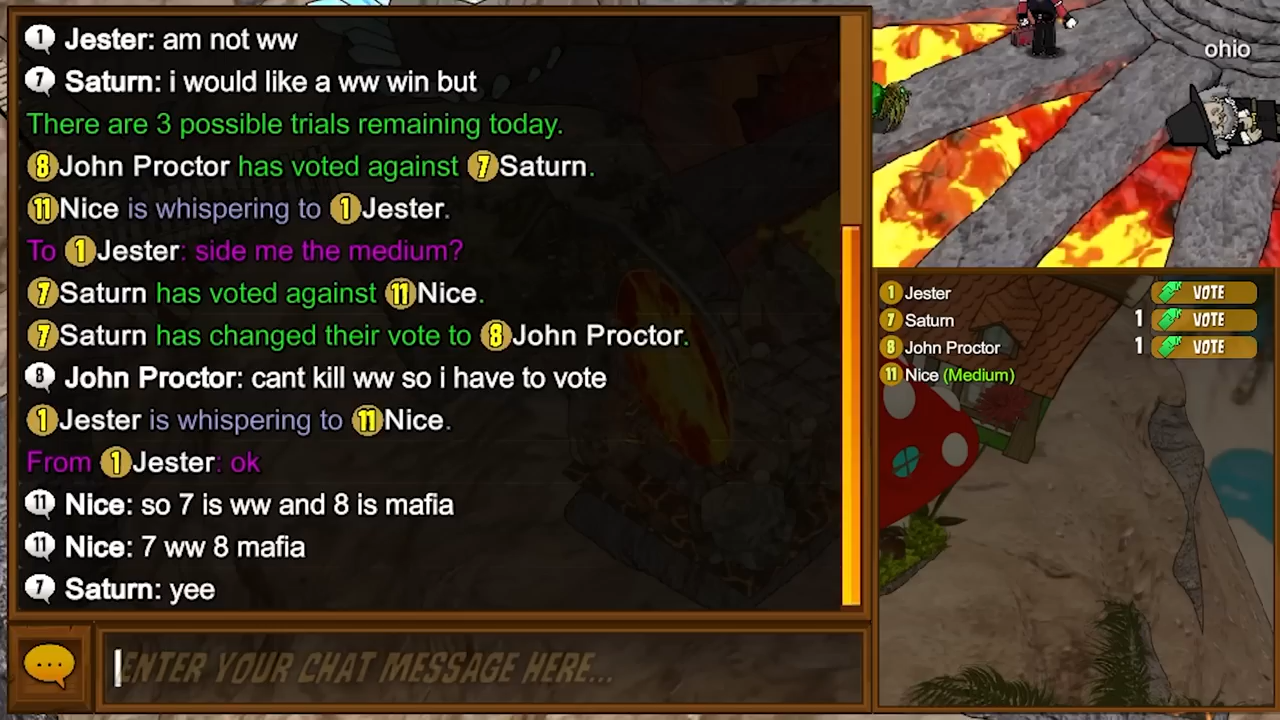 1 Jester: am not ww
7 Saturn: i would like a ww win but
There are 3 possible trials remaining today.
8 John Proctor has voted against 7 Saturn.
11 Nice is whispering to 1 Jester.
To 1 Jester: side me the medium?
7 Saturn has voted against 11 Nice.
7 Saturn has changed their vote to 8 John Proctor.
8 John Proctor: cant kill ww so i have to vote
1 Jester is whispering to 11 Nice.
From 1 Jester: ok
11 Nice: so 7 is ww and 8 is mafia
11 Nice: 7 ww 8 mafia
7 Saturn: yee
ENTER YOUR CHAT MESSAGE HERE...
ohio
1 Jester VOTE
7 Saturn 1 VOTE
8 John Proctor 1 VOTE
11 Nice (Medium)